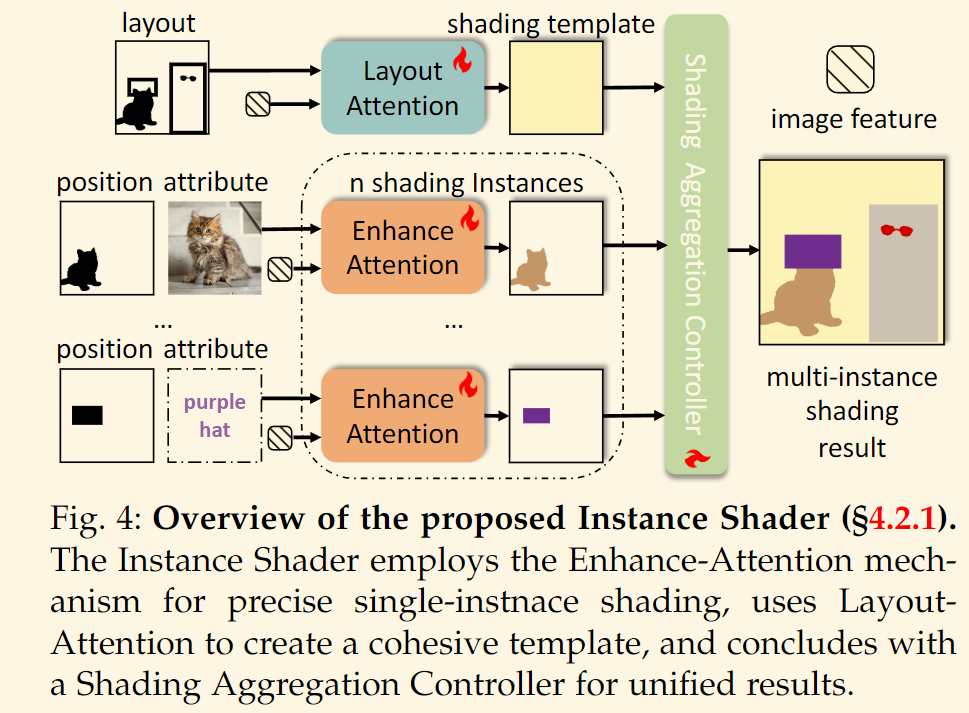 layout
shading template
Layout
Attention
Shading Aggregation Controller
image feature
position attribute
n shading Instances
Enhance
Attention
...
...
position attribute
purple
hat
Enhance
Attention
multi-instance
shading
result
Fig. 4: Overview of the proposed Instance Shader (§4.2.1).
The Instance Shader employs the Enhance-Attention mech-
anism for precise single-instnace shading, uses Layout-
Attention to create a cohesive template, and concludes with
a Shading Aggregation Controller for unified results.